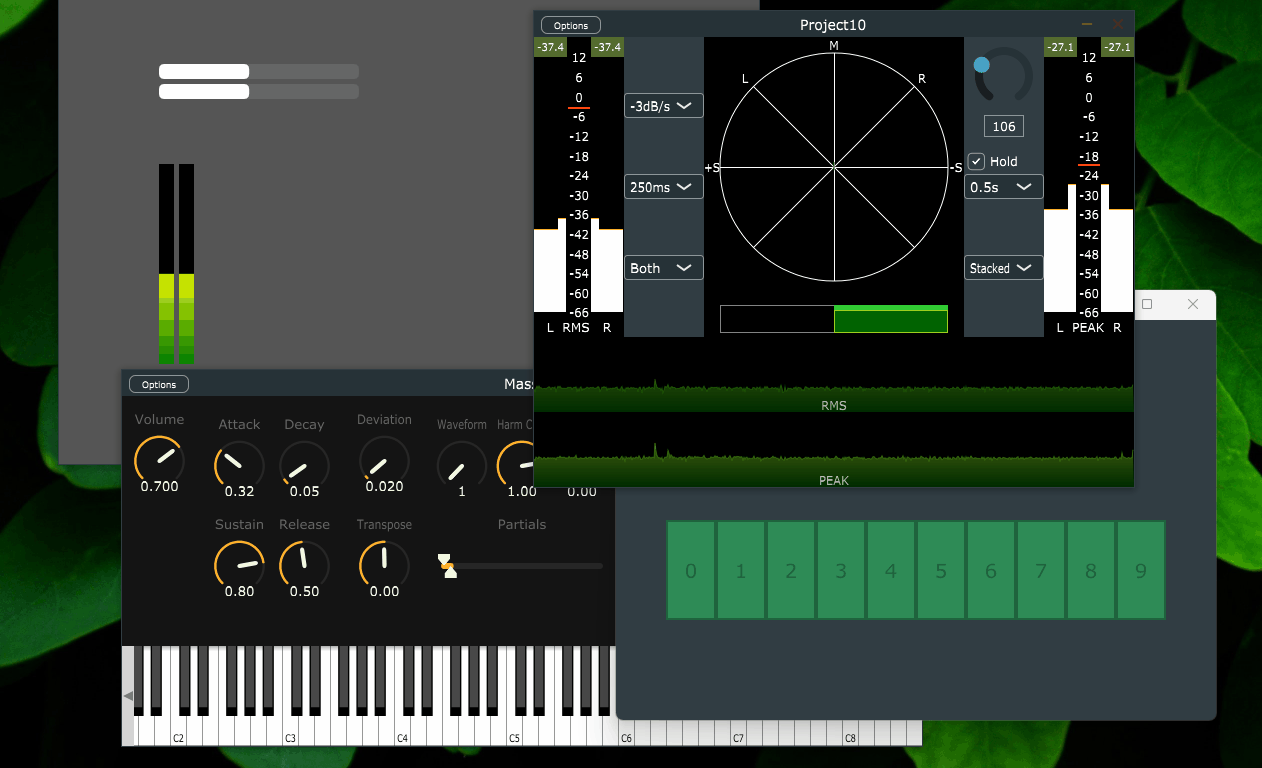 Options
Project10
-37.4
-37.4
12
6
0
-6
-12
-18
-24
-30
-36
-42
-48
-54
-60
-66
L RMS R
-3dB/s
250ms
Both
M
L
R
+S
-S
106
Hold
0.5s
Stacked
-27.1
-27.1
12
6
0
-6
-12
-18
-24
-30
-36
-42
-48
-54
-60
-66
L PEAK R
RMS
PEAK
Options
Mass
Volume
0.700
Attack
0.32
Decay
0.05
Deviation
0.020
Waveform
1
Harm C
1.00
0.00
Sustain
0.80
Release
0.50
Transpose
0.00
Partials
C2 C3 C4 C5 C6 C7 C8
0 1 2 3 4 5 6 7 8 9